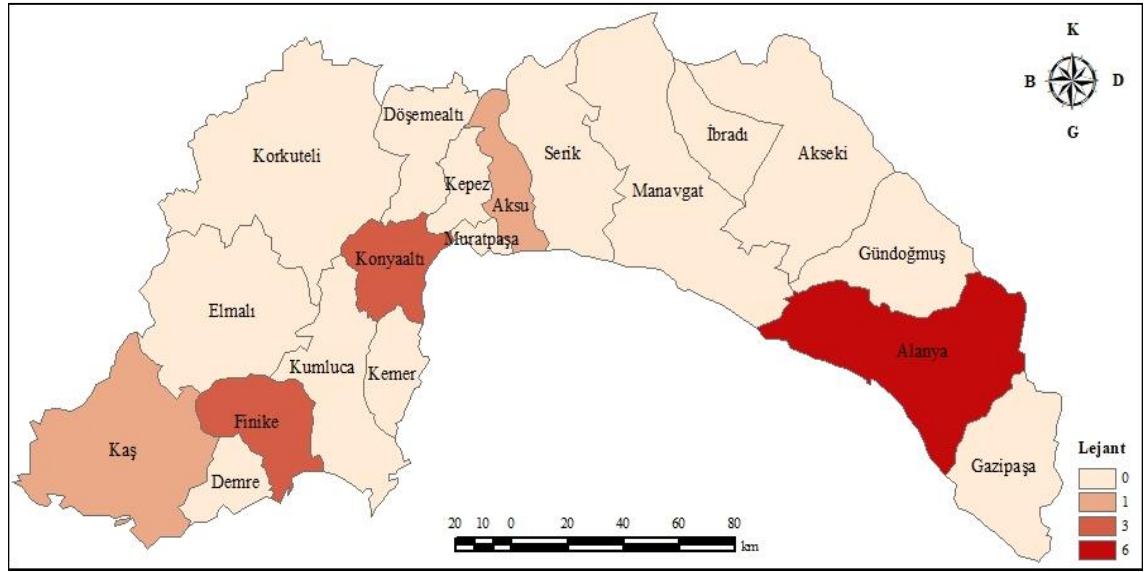 K
B D
G
Döşemealtı
Korkuteli
Serik
İbradı
Akseki
Kepez
Manavgat
Aksu
Muratpaşa
Konyaaltı
Gündoğmuş
Elmalı
Alanya
Kumluca
Kemer
Finike
Kaş
Demre
Gazipaşa
Lejant
0
1
3
6
20 10 0 20 40 60 80
km